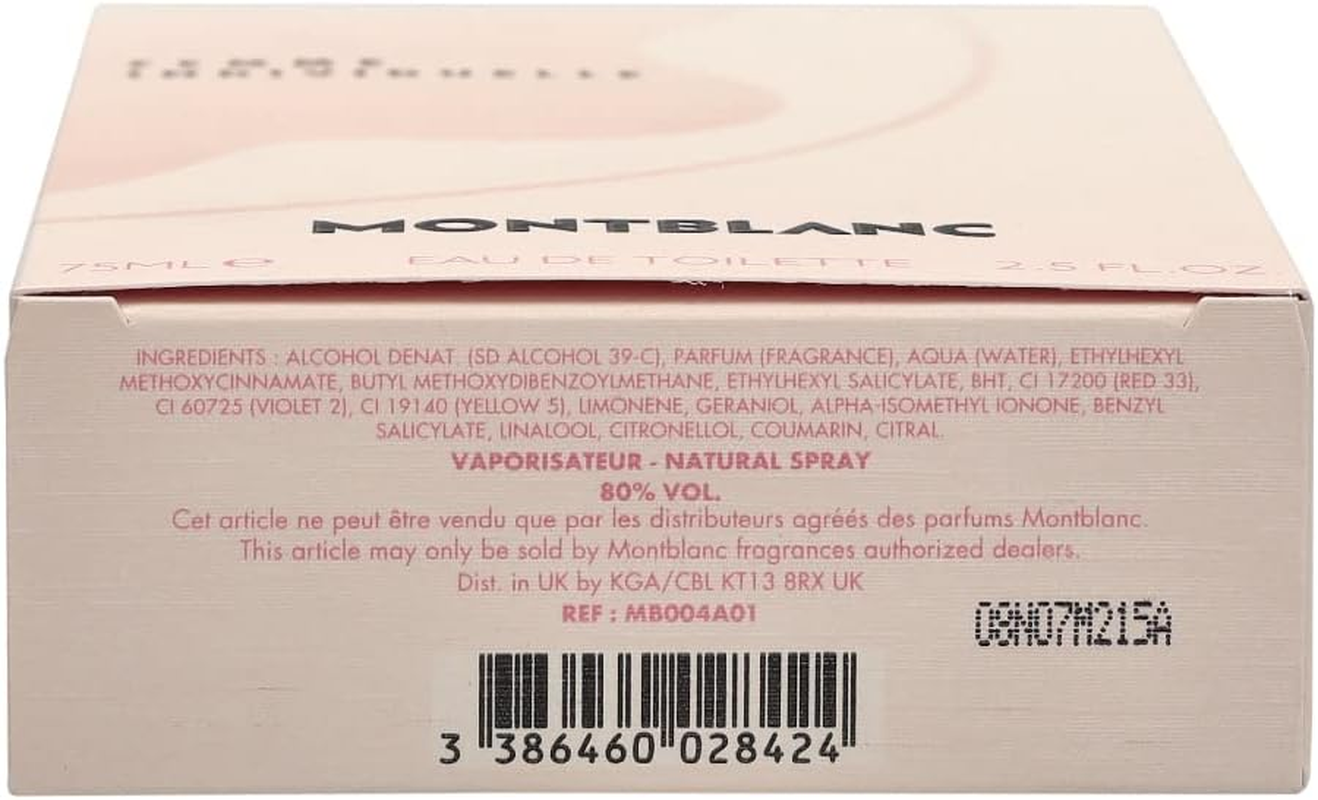 MONTBLANC
75ML e EAU DE TOILETTE 2.5 FL.OZ.
INGREDIENTS : ALCOHOL DENAT. (SD ALCOHOL 39-C), PARFUM (FRAGRANCE), AQUA (WATER), ETHYLHEXYL
METHOXYCINNAMATE, BUTYL METHOXYDIBENZOYLMETHANE, ETHYLHEXYL SALICYLATE, BHT, CI 17200 (RED 33),
CI 60725 (VIOLET 2), CI 19140 (YELLOW 5), LIMONENE, GERANIOL, ALPHA-ISOMETHYL IONONE, BENZYL
SALICYLATE, LINALOOL, CITRONELLOL, COUMARIN, CITRAL.
VAPORISATEUR - NATURAL SPRAY
80% VOL.
Cet article ne peut être vendu que par les distributeurs agréés des parfums Montblanc.
This article may only be sold by Montblanc fragrances authorized dealers.
Dist. in UK by KGA/CBL KT13 8RX UK
REF : MB004A01
08N07M215A
3 386460 028424